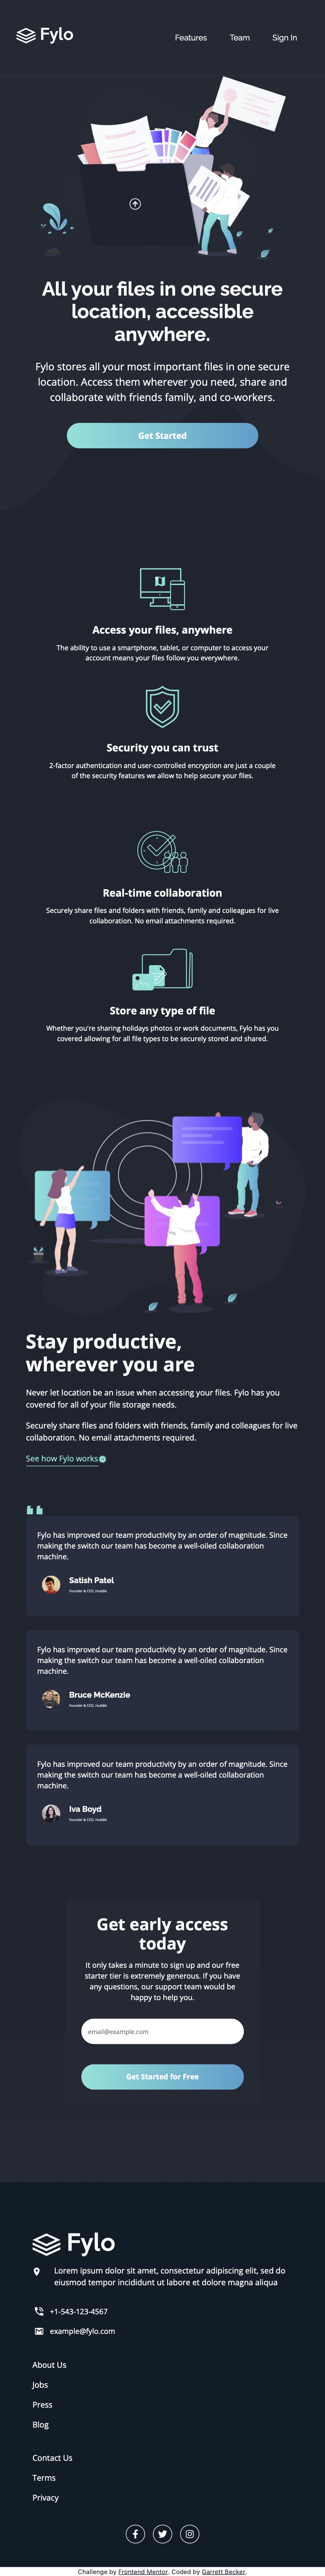 Fylo
Features Team Sign In
All your files in one secure
location, accessible
anywhere.
Fylo stores all your most important files in one secure
location. Access them wherever you need, share and
collaborate with friends family, and co-workers.
Get Started
Access your files, anywhere
The ability to use a smartphone, tablet, or computer to access your
account means your files follow you everywhere.
Security you can trust
2-factor authentication and user-controlled encryption are just a couple
of the security features we allow to help secure your files.
Real-time collaboration
Securely share files and folders with friends, family and colleagues for live
collaboration. No email attachments required.
Store any type of file
Whether you're sharing holidays photos or work documents, Fylo has you
covered allowing for all file types to be securely stored and shared.
Stay productive,
wherever you are
Never let location be an issue when accessing your files. Fylo has you
covered for all of your file storage needs.
Securely share files and folders with friends, family and colleagues for live
collaboration. No email attachments required.
See how Fylo works
Fylo has improved our team productivity by an order of magnitude. Since
making the switch our team has become a well-oiled collaboration
machine.
Satish Patel
Founder & CEO, Huddle
Fylo has improved our team productivity by an order of magnitude. Since
making the switch our team has become a well-oiled collaboration
machine.
Bruce McKenzie
Founder & CEO, Huddle
Fylo has improved our team productivity by an order of magnitude. Since
making the switch our team has become a well-oiled collaboration
machine.
Iva Boyd
Founder & CEO, Huddle
Get early access
today
It only takes a minute to sign up and our free
starter tier is extremely generous. If you have
any questions, our support team would be
happy to help you.
email@example.com
Get Started for Free
Fylo
Lorem ipsum dolor sit amet, consectetur adipiscing elit, sed do
eiusmod tempor incididunt ut labore et dolore magna aliqua
+1-543-123-4567
example@fylo.com
About Us
Jobs
Press
Blog
Contact Us
Terms
Privacy
Challenge by Frontend Mentor. Coded by Garrett Becker.